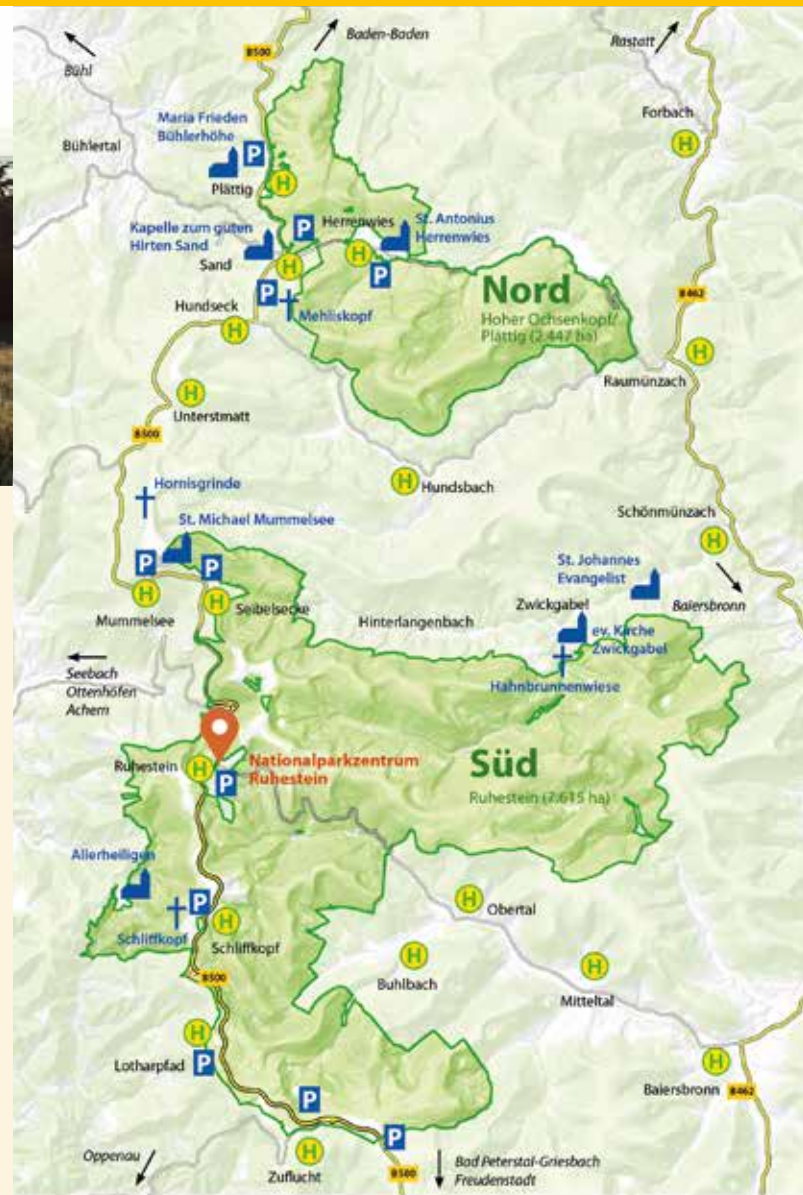 B500
Baden-Baden
Rastatt
Bühl
Forbach
Maria Frieden
Bühlerhöhe
P
H
Bühlertal
Plättig
H
P
Herrenwies
St. Antonius
Herrenwies
Kapelle zum guten
Hirten Sand
H
H
P
Sand
P
Mehliskopf
Nord
Hoher Ochsenkopf/
Plättig (2.447 ha)
B462
Hundseck
H
H
Raumünzach
H
Unterstmatt
B500
H
Hundsbach
Hornisgrinde
Schönmünzach
H
St. Michael Mummelsee
P
P
St. Johannes
Evangelist
H
H
Seibelsecke
Zwickgabel
Baiersbronn
Mummelsee
Hinterlangenbach
ev. Kirche
Zwickgabel
Seebach
Ottenhöfen
Achern
Hahnbrunnenwiese
Ruhestein
H
P
Nationalparkzentrum
Ruhestein
Süd
Ruhestein (7.615 ha)
Allerheiligen
P
H
Obertal
Schliffkopf
H
Schliffkopf
H
Buhlbach
H
Mitteltal
B500
H
Lotharpfad
P
H
Baiersbronn
B462
P
P
Oppenau
H
Zuflucht
B500
Bad Peterstal-Griesbach
Freudenstadt